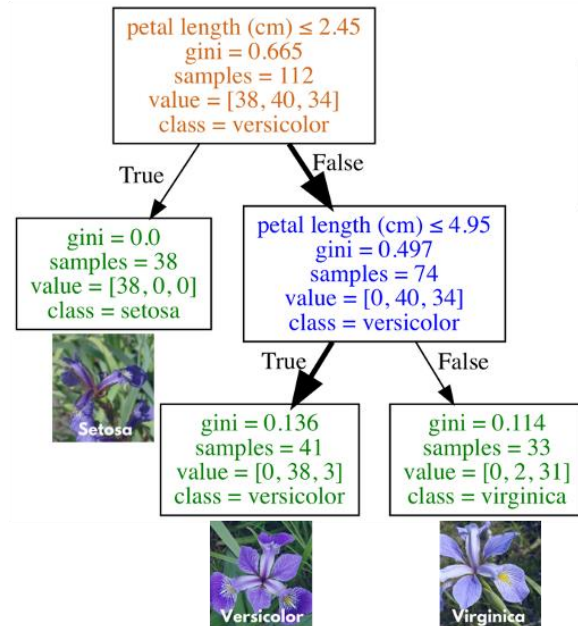 petal length (cm) ≤ 2.45
gini = 0.665
samples = 112
value = [38, 40, 34]
class = versicolor
True
False
gini = 0.0
samples = 38
value = [38, 0, 0]
class = setosa
Setosa
petal length (cm) ≤ 4.95
gini = 0.497
samples = 74
value = [0, 40, 34]
class = versicolor
True
False
gini = 0.136
samples = 41
value = [0, 38, 3]
class = versicolor
Versicolor
gini = 0.114
samples = 33
value = [0, 2, 31]
class = virginica
Virginica